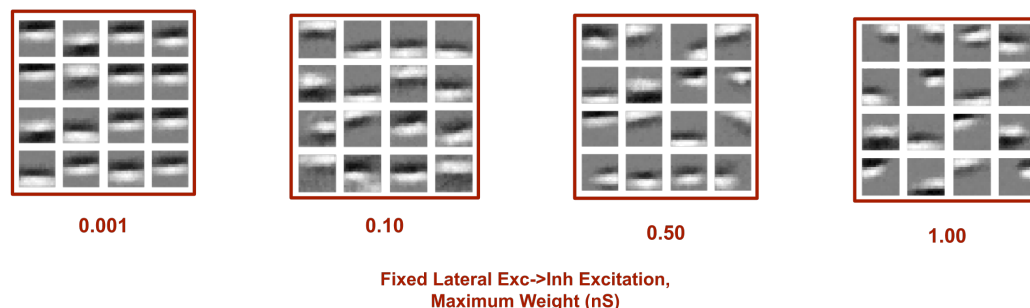 0.001
0.10
0.50
1.00
Fixed Lateral Exc->Inh Excitation,
Maximum Weight (nS)